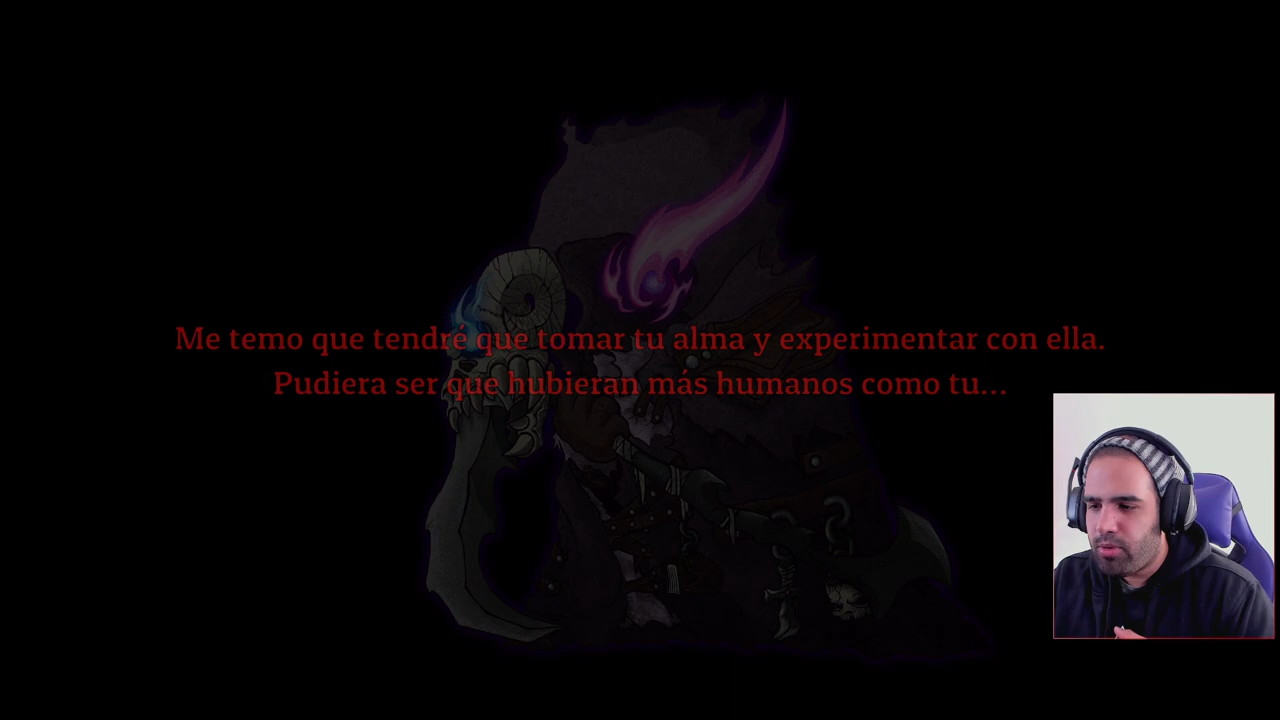 Me temo que tendré que tomar tu alma y experimentar con ella.
Pudiera ser que hubieran más humanos como tu...